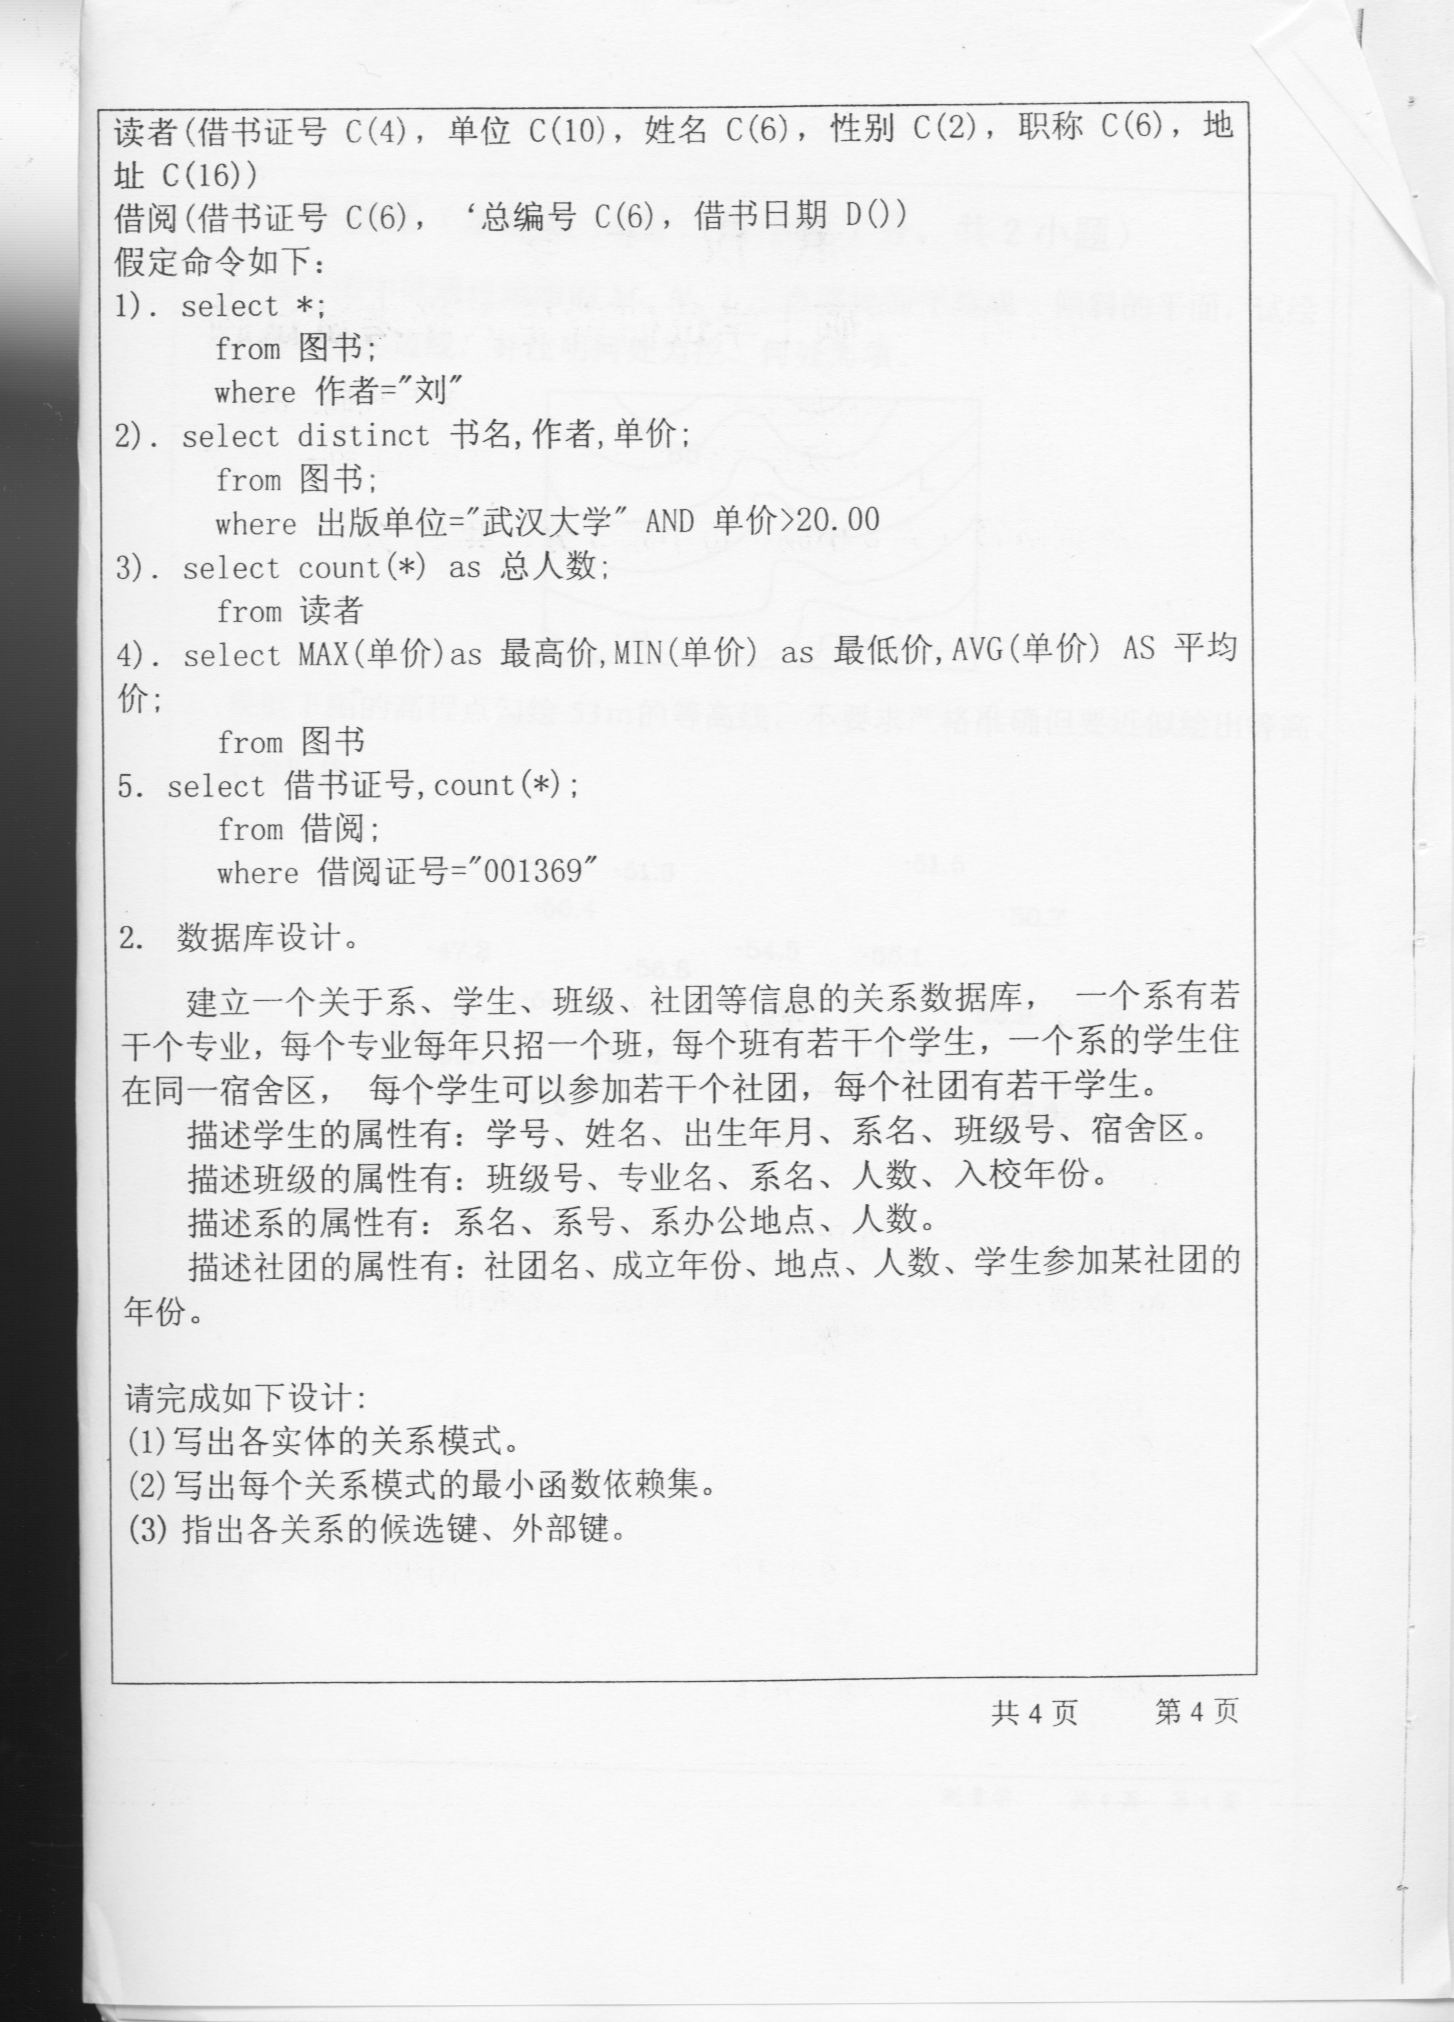 读者(借书证号 C(4), 单位 C(10), 姓名 C(6), 性别 C(2), 职称 C(6), 地
址 C(16))
借阅(借书证号 C(6), ‘总编号 C(6), 借书日期 D())
假定命令如下:
1). select *;
from 图书;
where 作者="刘"
2). select distinct 书名,作者,单价;
from 图书;
where 出版单位="武汉大学" AND 单价>20.00
3). select count(*) as 总人数;
from 读者
4). select MAX(单价)as 最高价,MIN(单价) as 最低价,AVG(单价) AS 平均
价;
from 图书
5. select 借书证号,count(*);
from 借阅;
where 借阅证号="001369"
2. 数据库设计。
建立一个关于系、学生、班级、社团等信息的关系数据库, 一个系有若
干个专业,每个专业每年只招一个班,每个班有若干个学生,一个系的学生住
在同一宿舍区, 每个学生可以参加若干个社团,每个社团有若干学生。
描述学生的属性有: 学号、姓名、出生年月、系名、班级号、宿舍区。
描述班级的属性有: 班级号、专业名、系名、人数、入校年份。
描述系的属性有: 系名、系号、系办公地点、人数。
描述社团的属性有: 社团名、成立年份、地点、人数、学生参加某社团的
年份。
请完成如下设计:
(1)写出各实体的关系模式。
(2)写出每个关系模式的最小函数依赖集。
(3) 指出各关系的候选键、外部键。
共 4 页 第 4 页